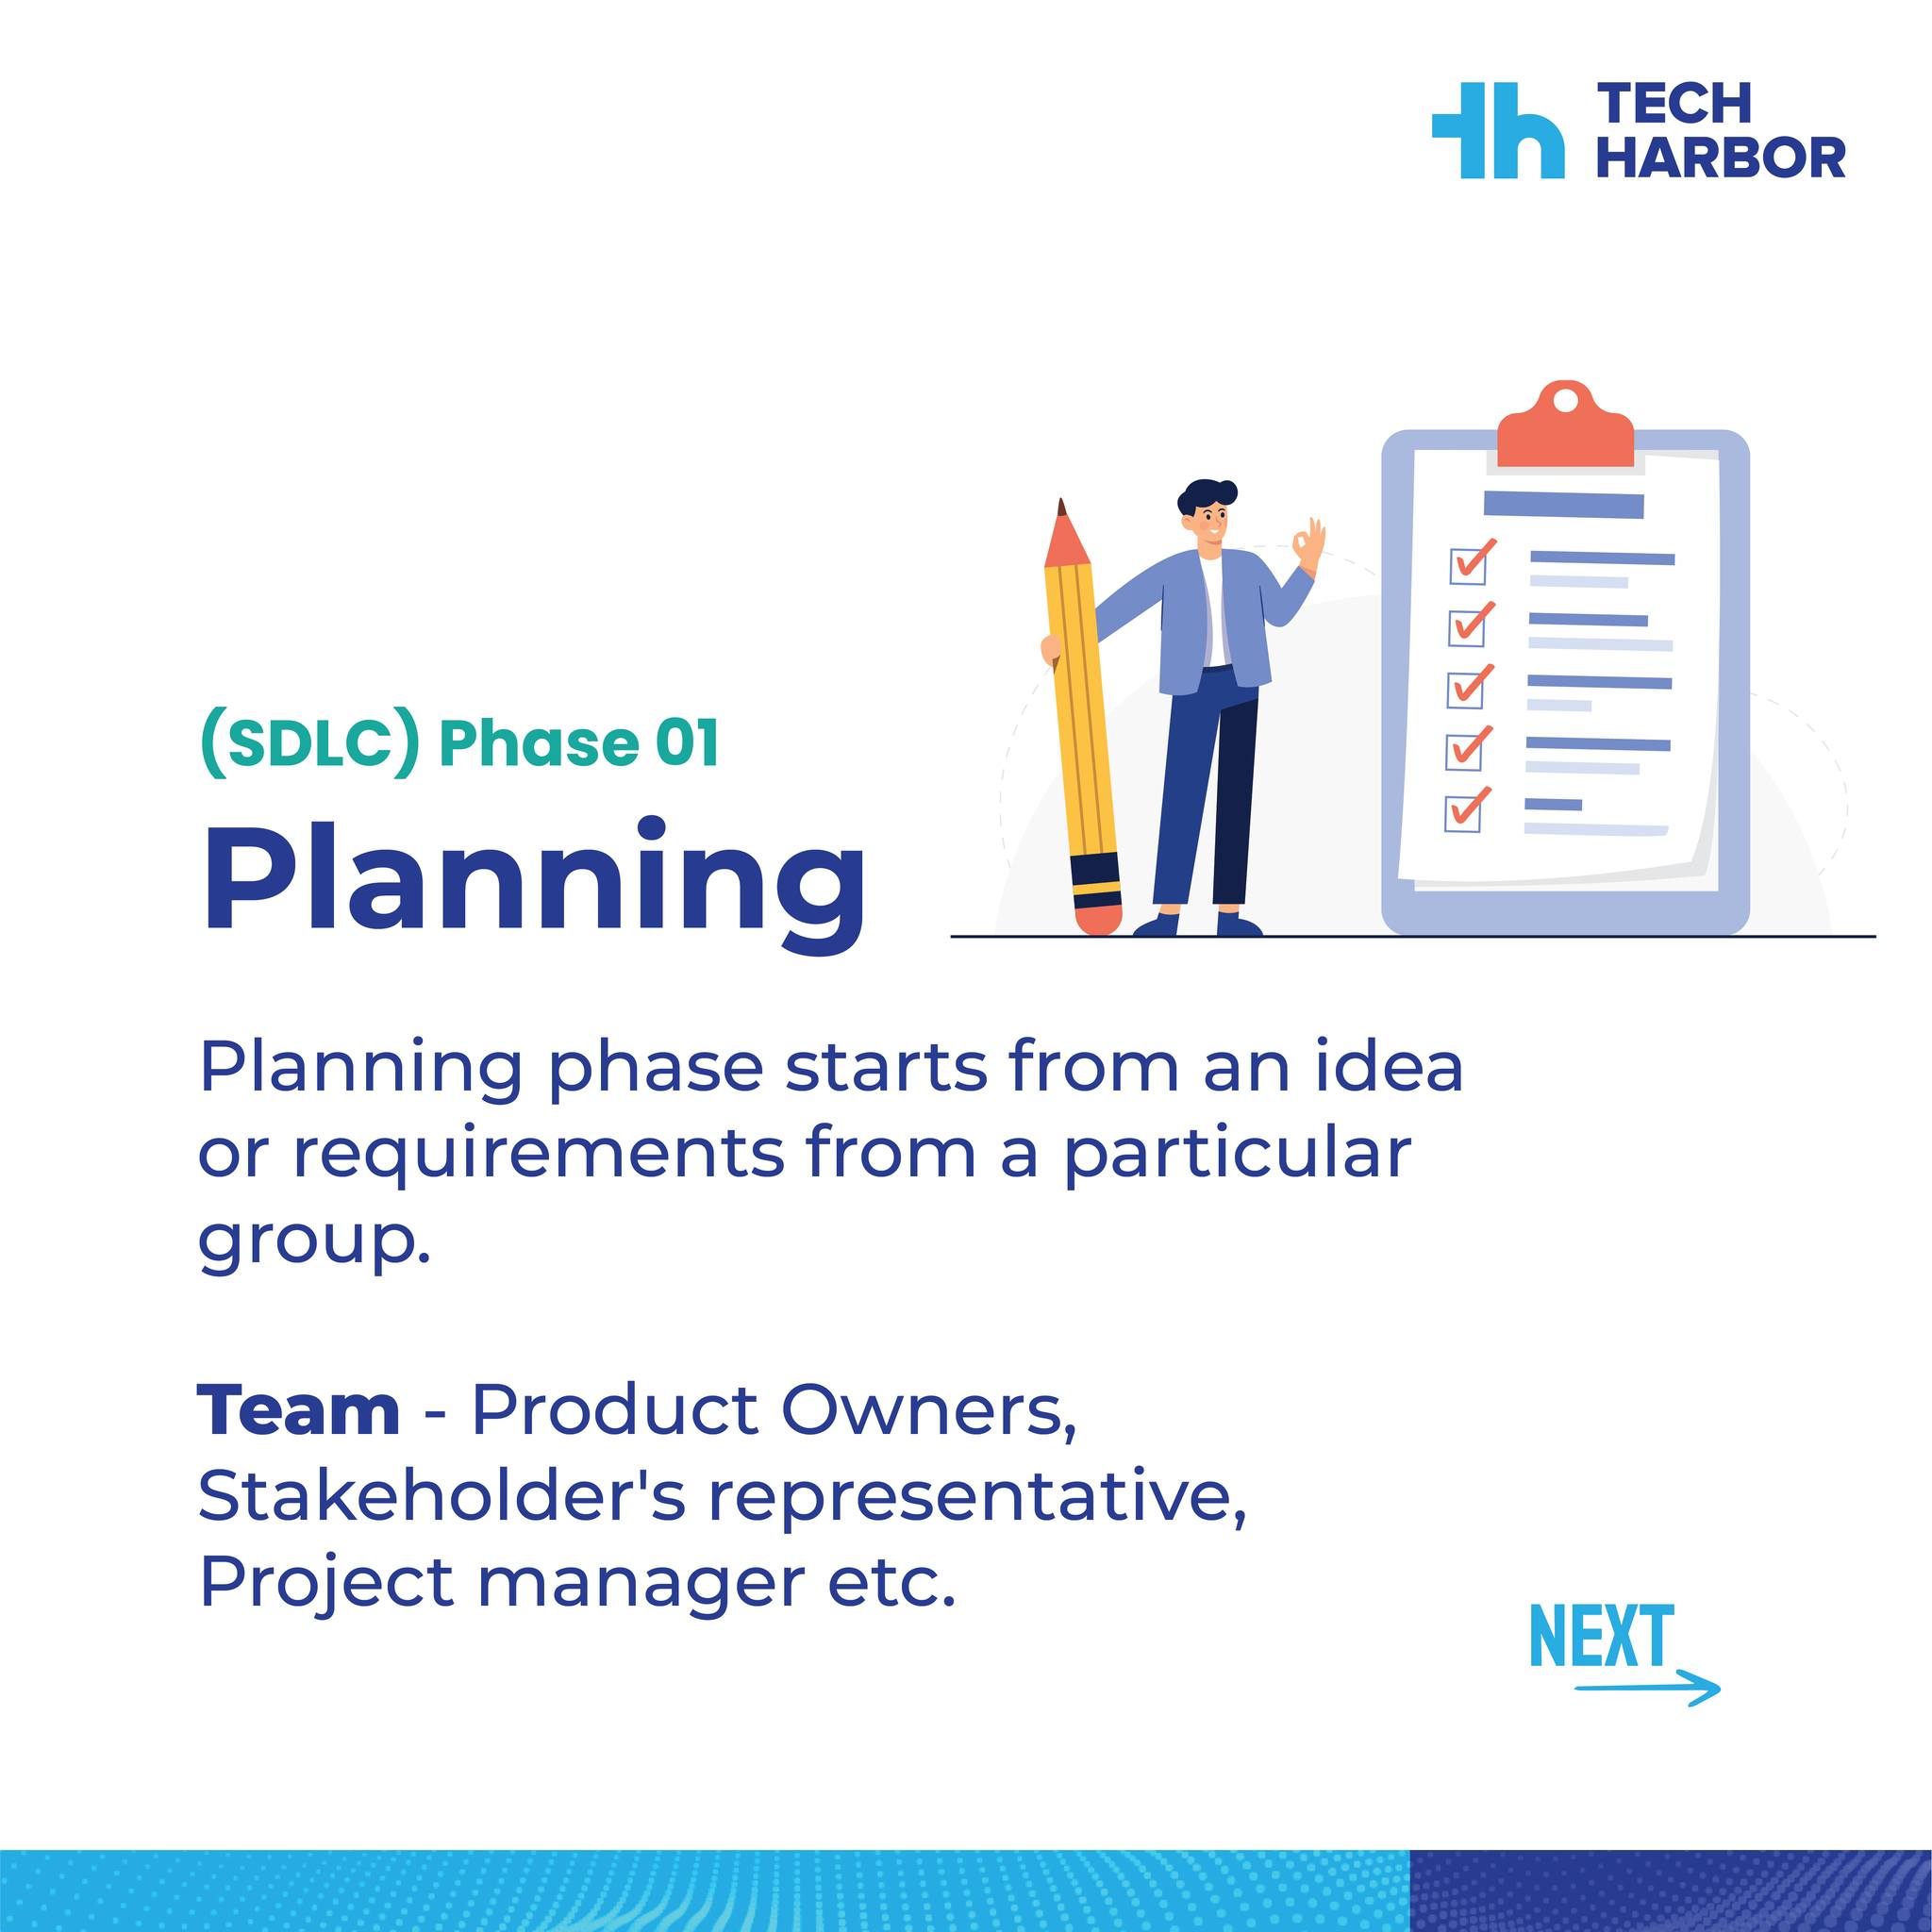 TECH
HARBOR
(SDLC) Phase 01
Planning
Planning phase starts from an idea
or requirements from a particular
group.
Team - Product Owners,
Stakeholder's representative,
Project manager etc.
NEXT